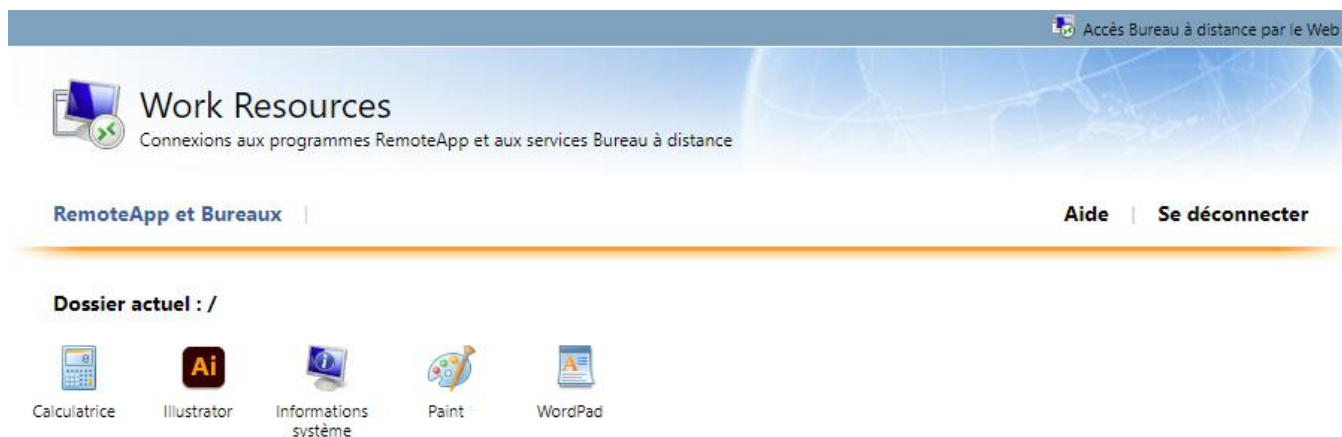 Accès Bureau à distance par le Web
Work Resources
Connexions aux programmes RemoteApp et aux services Bureau à distance
RemoteApp et Bureaux | Aide | Se déconnecter
Dossier actuel : /
Ai
Calculatrice Illustrator Informations système Paint WordPad